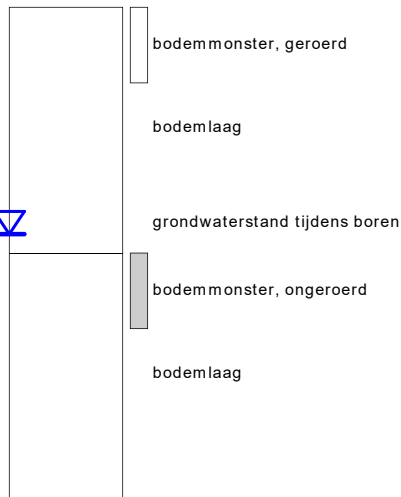 bodemmonster, geroerd
bodemlaag
grondwaterstand tijdens boren
bodemmonster, ongeroerd
bodemlaag